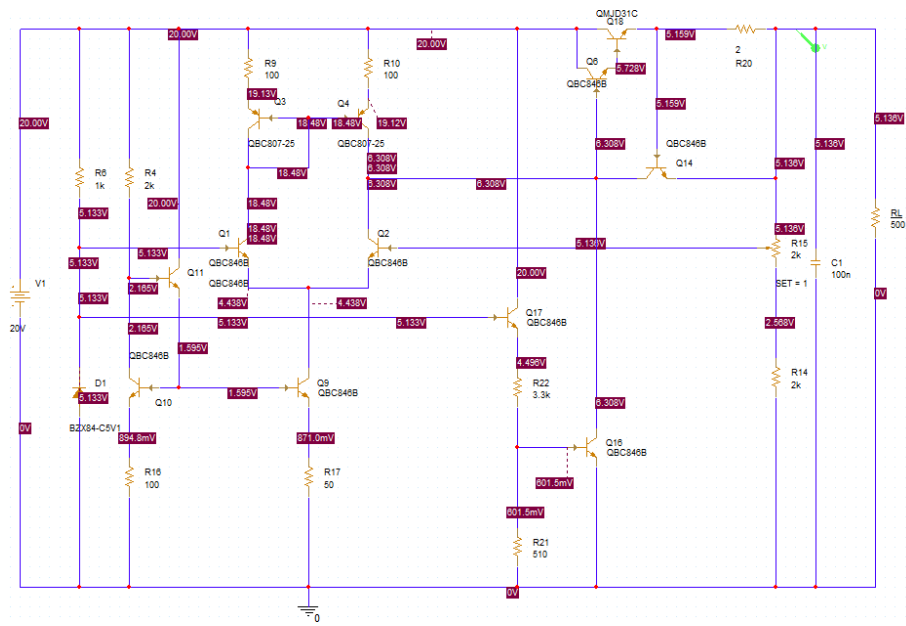 QMJD31C
Q18
20.00V
5.159V
20.00V
2
R20
R9
100
R10
100
Q6
5.728V
QBC846B
19.13V
Q3
Q4
5.159V
20.00V
18.48V
18.48V
19.12V
5.136V
QBC807-25
QBC807-25
6.308V
QBC846B
5.136V
6.308V
6.308V
Q14
5.136V
R6
1k
R4
2k
18.48V
6.308V
6.308V
20.00V
18.48V
5.133V
18.48V
18.48V
5.136V
RL
500
Q1
Q2
5.136V
R15
2k
5.133V
QBC846B
QBC846B
5.133V
Q11
QBC846B
20.00V
C1
100n
V1
2.165V
SET = 1
5.133V
4.438V
4.438V
0V
20V
5.133V
5.133V
Q17
QBC846B
2.568V
2.165V
1.595V
QBC846B
4.496V
D1
5.133V
1.595V
Q9
QBC846B
R22
3.3k
R14
2k
Q10
6.308V
BZX84-C5V1
0V
894.8mV
871.0mV
Q16
QBC846B
R16
100
R17
50
601.5mV
601.5mV
R21
510
0V
0